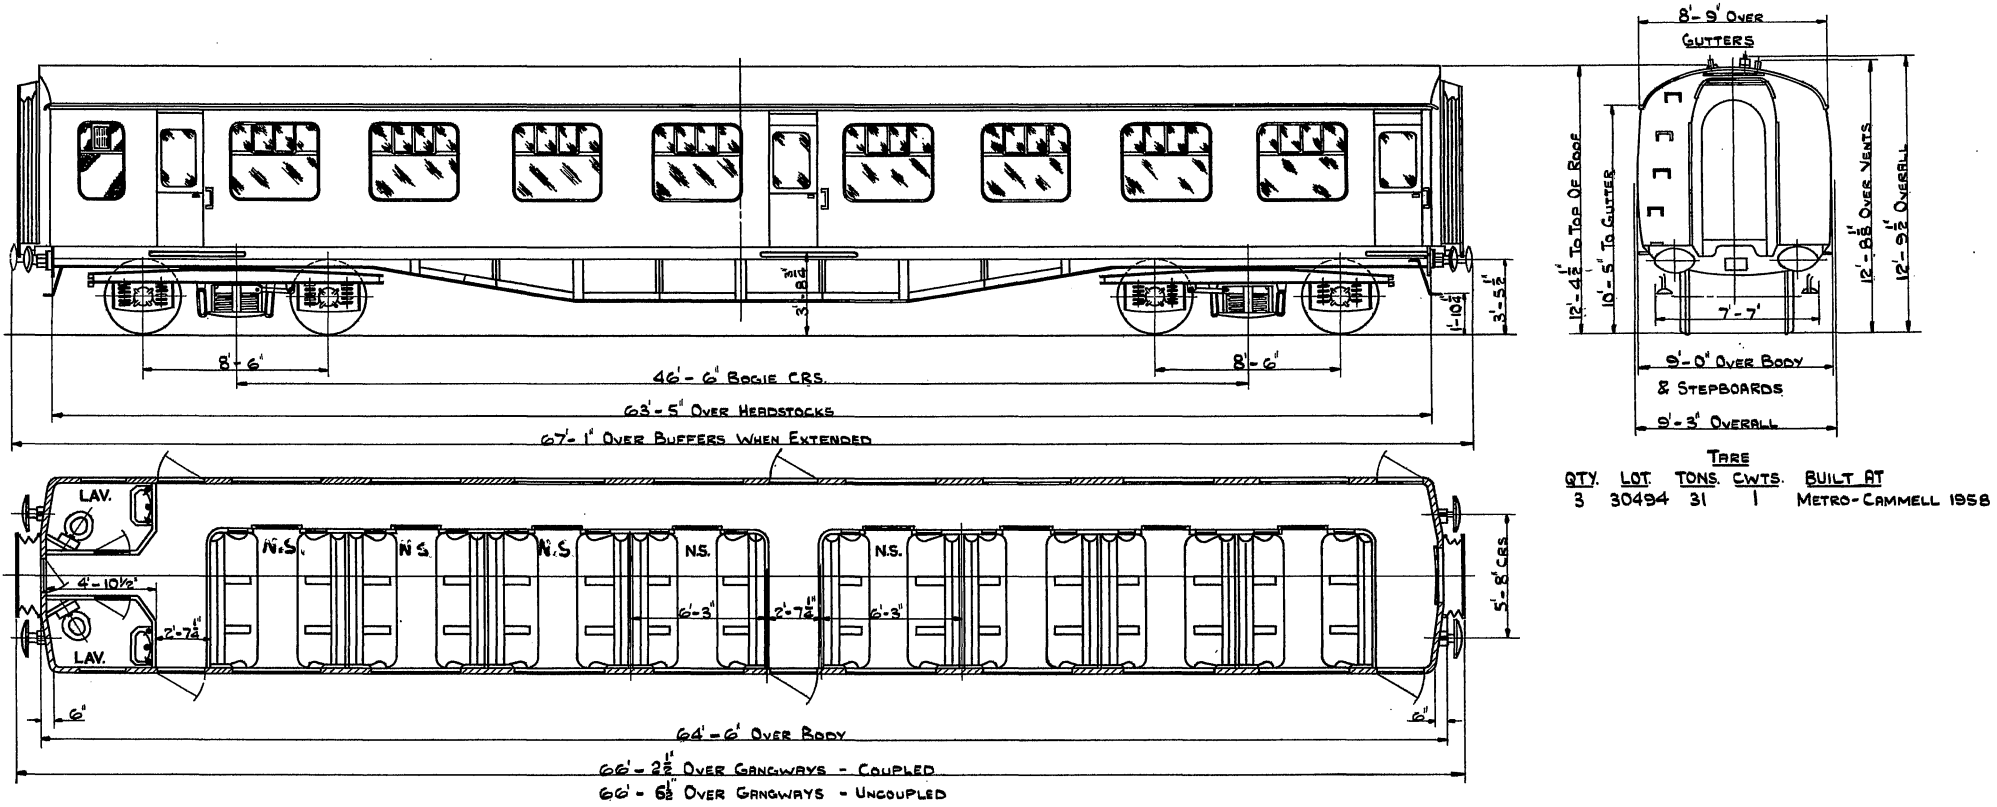 8'- 9" OVER
GUTTERS
12'- 4½" TO TOP OF ROOF
10'- 5" TO GUTTER
12'- 8⅝" OVER VENTS
12'- 9½" OVERALL
3'- 8¾"
1'- 10¼"
3'- 5½"
7'- 7"
8'- 6"
8'- 6"
46'- 6" BOGIE CRS.
63'- 5" OVER HEADSTOCKS
67'- 1" OVER BUFFERS WHEN EXTENDED
9'- 0" OVER BODY
& STEPBOARDS
9'- 3" OVERALL
TARE
QTY. LOT. TONS. CWTS. BUILT AT
3 30494 31 1 METRO-CAMMELL 1958
LAV.
N.S. N.S. N.S. N.S. N.S.
4'- 10½"
2'- 7¼" 6'- 3" 2'- 7¼" 6'- 3"
5'- 8" CRS
LAV.
6" 6"
64'- 6" OVER BODY
66'- 2½" OVER GANGWAYS - COUPLED
66'- 6½" OVER GANGWAYS - UNCOUPLED